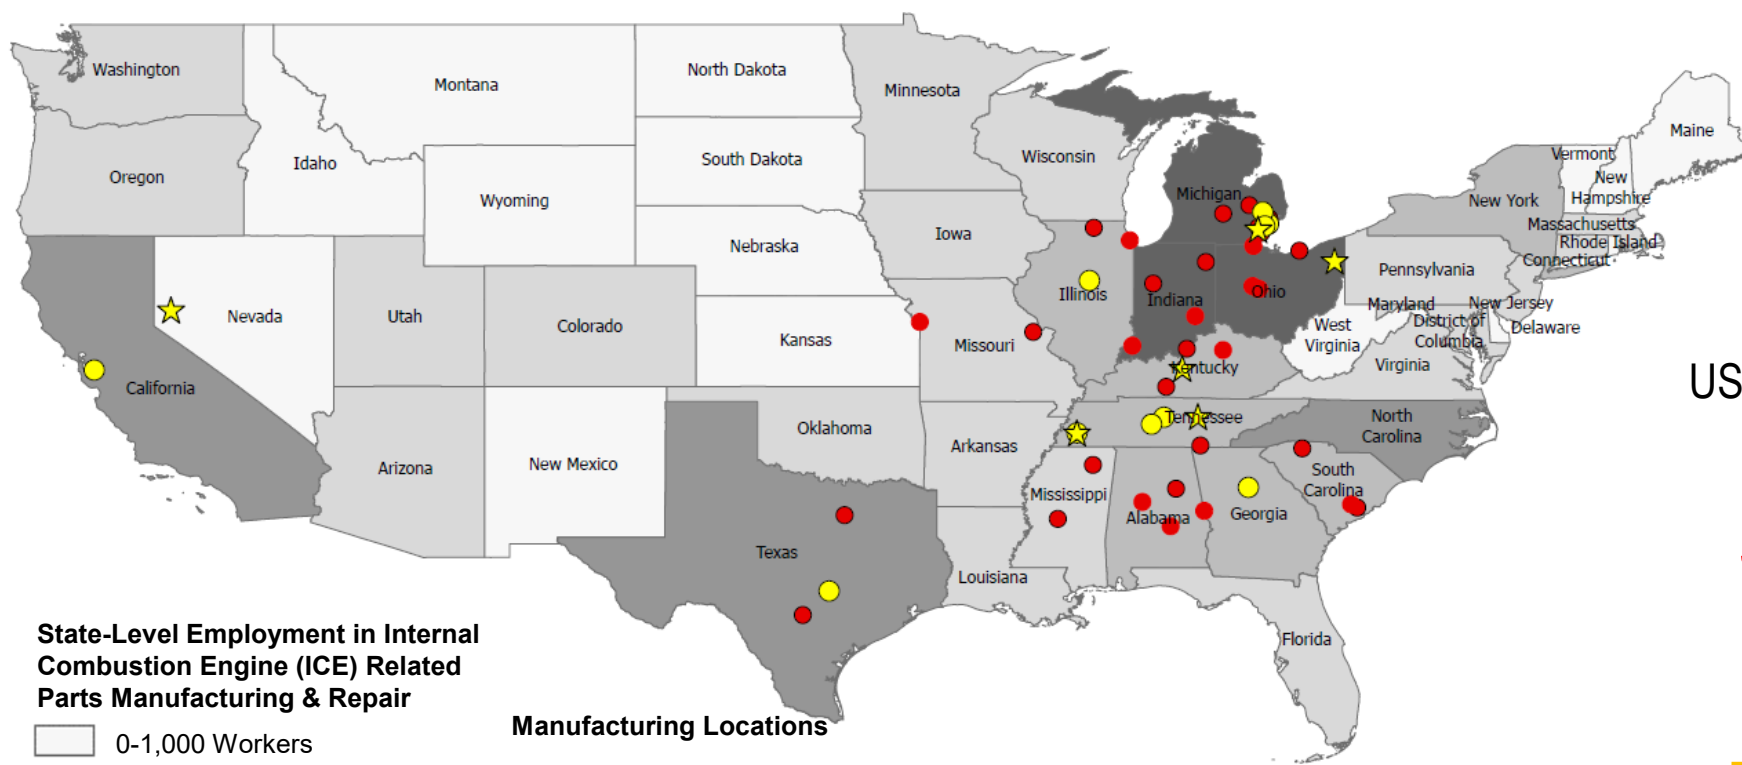 Washington
Montana
North Dakota
Minnesota
Maine
Oregon
Idaho
South Dakota
Wisconsin
Vermont
New
Hampshire
Wyoming
Michigan
New York
Massachusetts
Rhode Island
Connecticut
Nebraska
Iowa
Pennsylvania
Nevada
Utah
Colorado
Illinois
Indiana
Ohio
Maryland
New Jersey
District of
Columbia
Delaware
Kansas
Missouri
West
Virginia
Virginia
Kentucky
California
US
Oklahoma
Arkansas
Tennessee
North
Carolina
Arizona
New Mexico
Mississippi
Alabama
Georgia
South
Carolina
Texas
Louisiana
Florida
State-Level Employment in Internal
Combustion Engine (ICE) Related
Parts Manufacturing & Repair
0-1,000 Workers
Manufacturing Locations